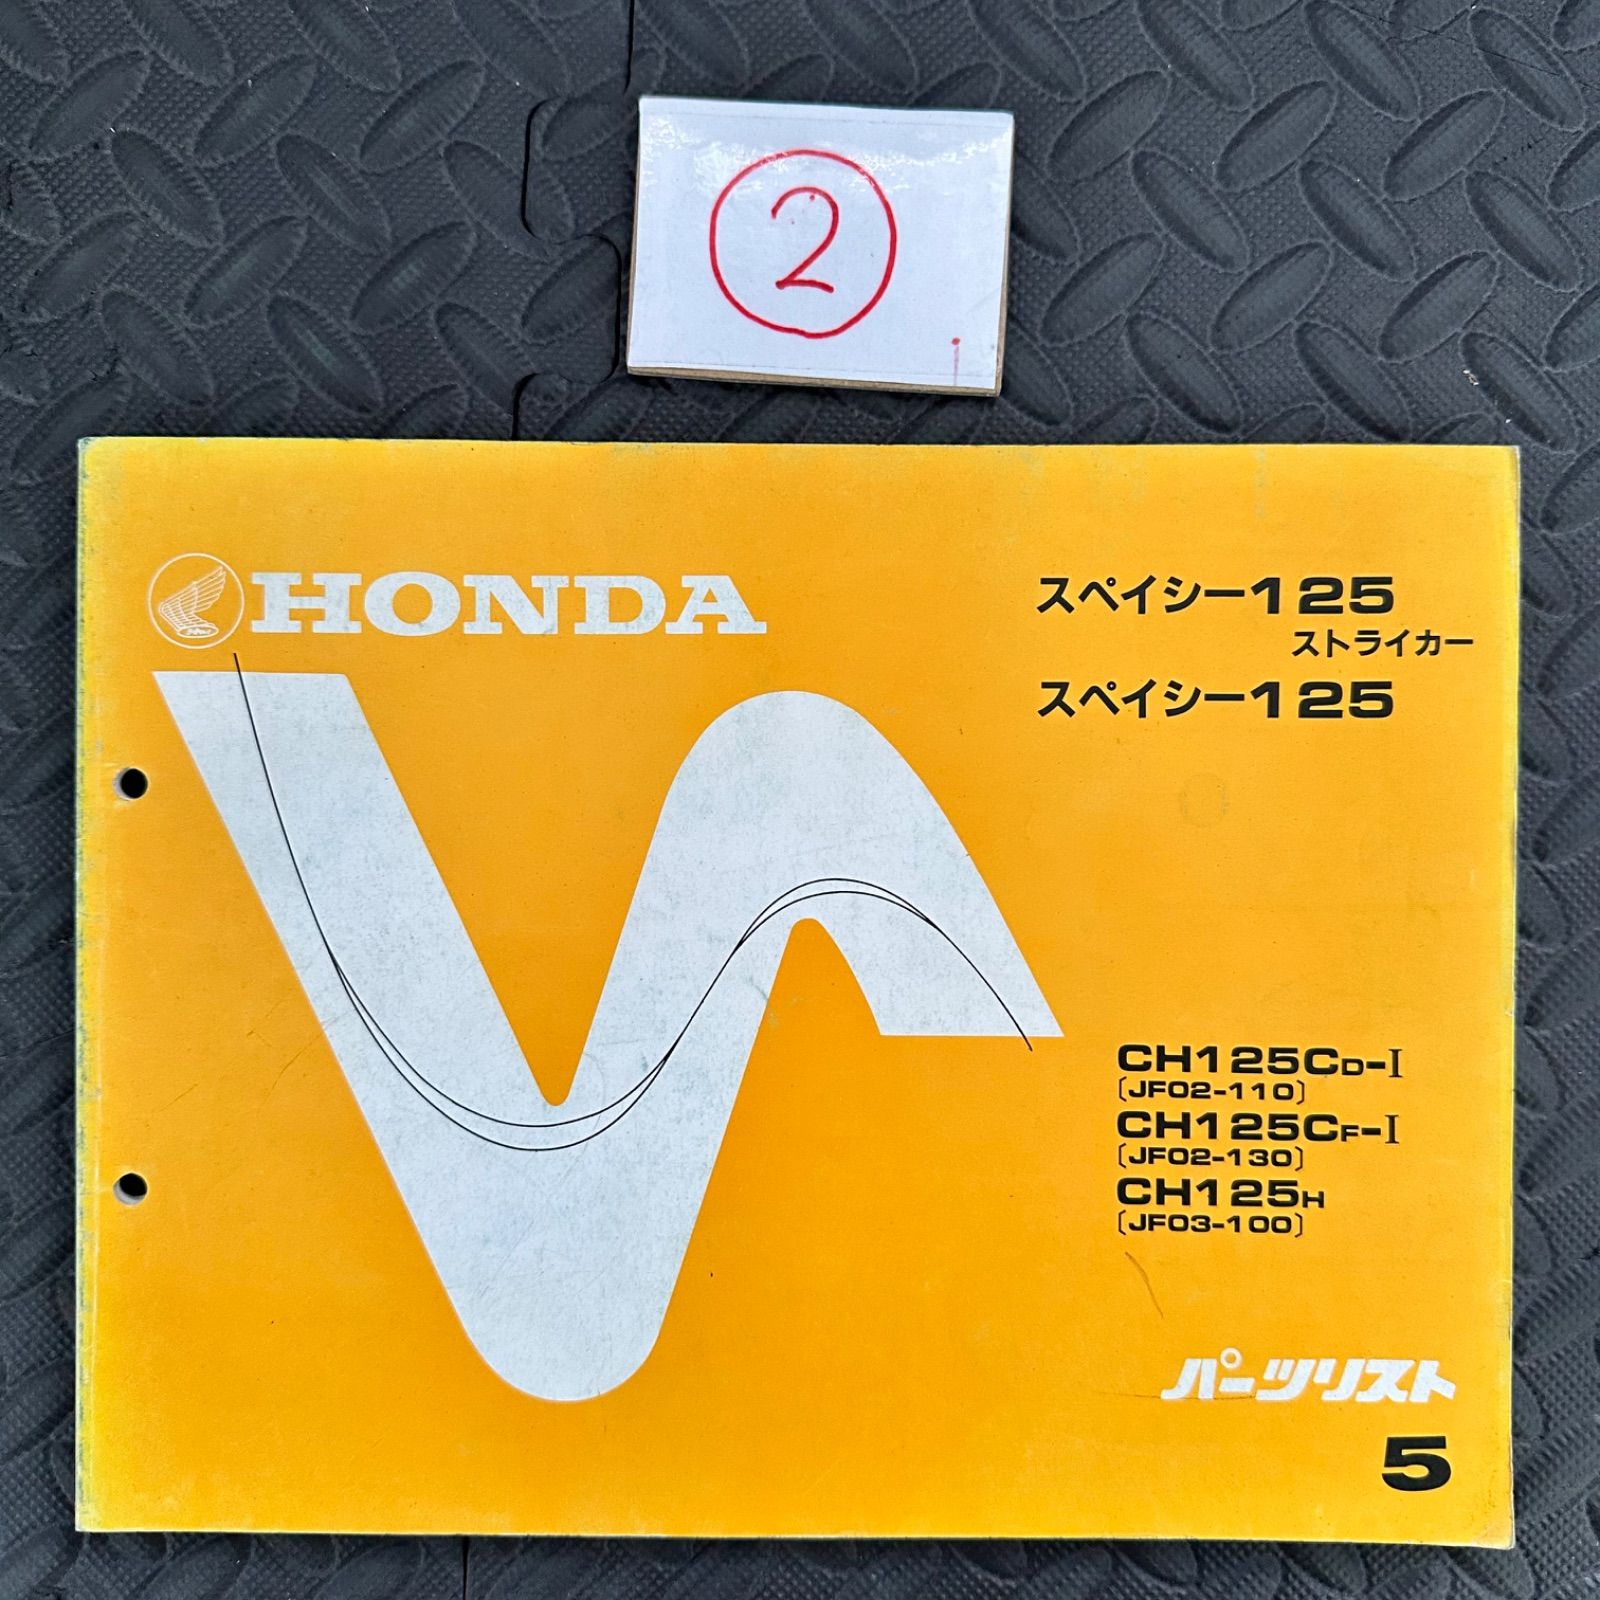 ②
HONDA
スペイシー125
ストライカー
スペイシー125
CH125CD-I
〔JF02-110〕
CH125CF-I
〔JF02-130〕
CH125H
〔JF03-100〕
パーツリスト
5